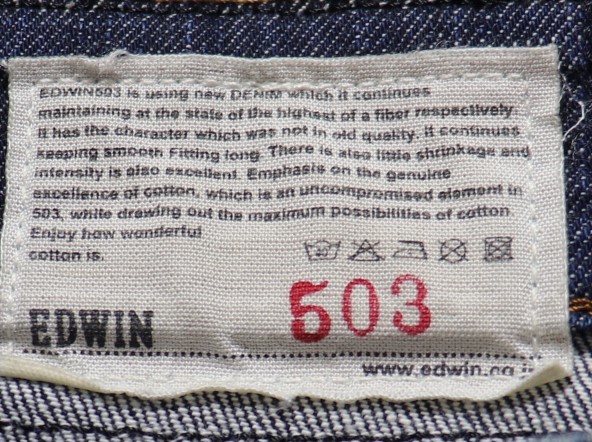 EDWIN503 is using new DENIM which it continues
maintaining at the state of the highest of a fiber respectively.
It has the character which was not in old quality. It continues
keeping smooth Fitting long. There is also little shrinkage and
intensity is also excellent. Emphasis on the genuine
excellence of cotton, which is an uncompromised element in
503, while drawing out the maximum possibilities of cotton
Enjoy how wonderful
cotton is.
EDWIN
503
www.edwin.co.